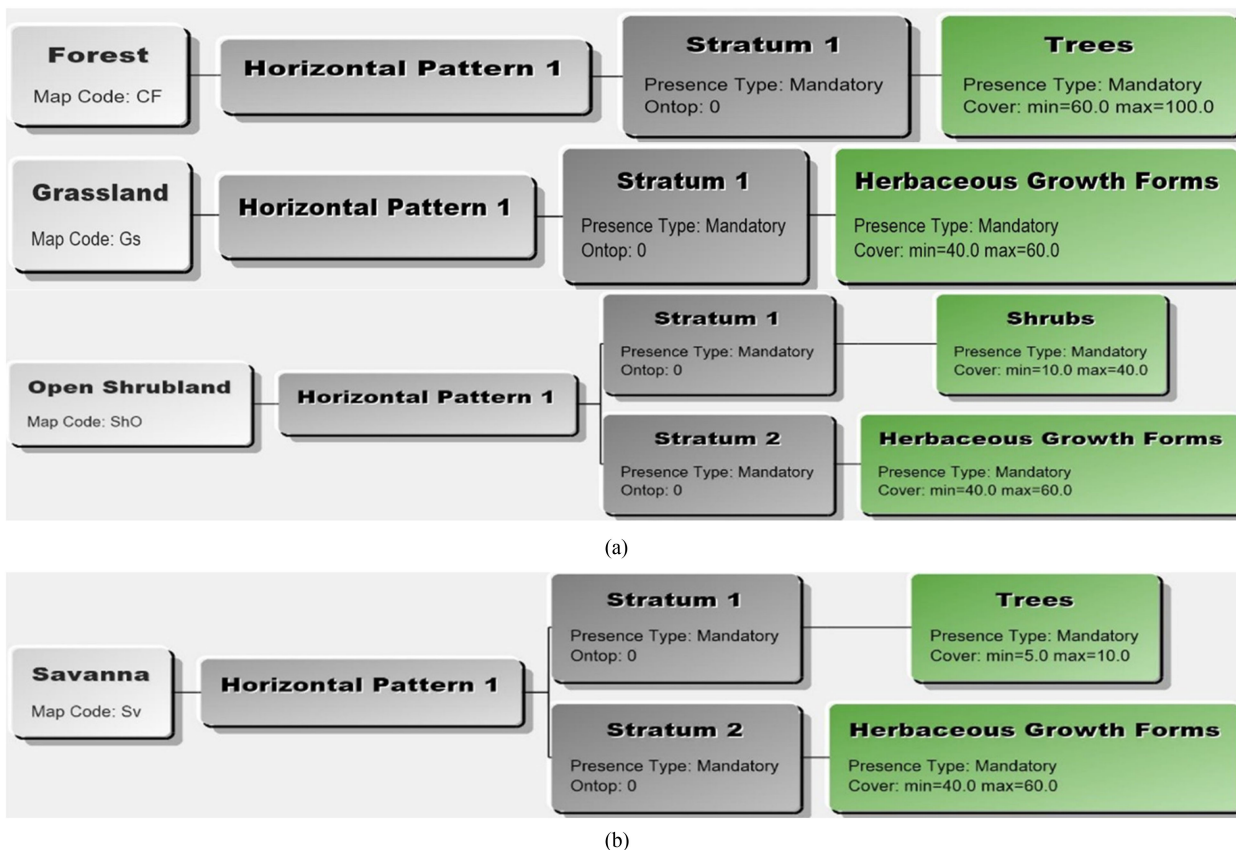 Forest
Map Code: CF
Horizontal Pattern 1
Stratum 1
Presence Type: Mandatory
Ontop: 0
Trees
Presence Type: Mandatory
Cover: min=60.0 max=100.0
Grassland
Map Code: Gs
Horizontal Pattern 1
Stratum 1
Presence Type: Mandatory
Ontop: 0
Herbaceous Growth Forms
Presence Type: Mandatory
Cover: min=40.0 max=60.0
Open Shrubland
Map Code: ShO
Horizontal Pattern 1
Stratum 1
Presence Type: Mandatory
Ontop: 0
Shrubs
Presence Type: Mandatory
Cover: min=10.0 max=40.0
Stratum 2
Presence Type: Mandatory
Ontop: 0
Herbaceous Growth Forms
Presence Type: Mandatory
Cover: min=40.0 max=60.0
(a)
Savanna
Map Code: Sv
Horizontal Pattern 1
Stratum 1
Presence Type: Mandatory
Ontop: 0
Trees
Presence Type: Mandatory
Cover: min=5.0 max=10.0
Stratum 2
Presence Type: Mandatory
Ontop: 0
Herbaceous Growth Forms
Presence Type: Mandatory
Cover: min=40.0 max=60.0
(b)